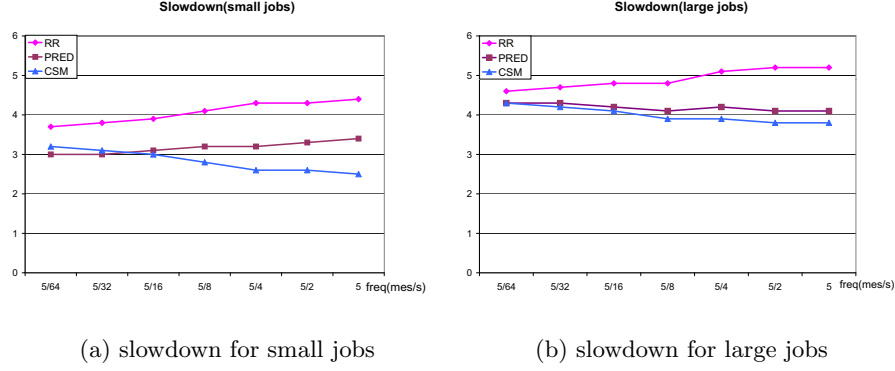 Slowdown(small jobs)
6
5
4
3
2
1
0
RR
PRED
CSM
5/64 5/32 5/16 5/8 5/4 5/2 5 freq(mes/s)
(a) slowdown for small jobs
Slowdown(large jobs)
6
5
4
3
2
1
0
RR
PRED
CSM
5/64 5/32 5/16 5/8 5/4 5/2 5 freq(mes/s)
(b) slowdown for large jobs